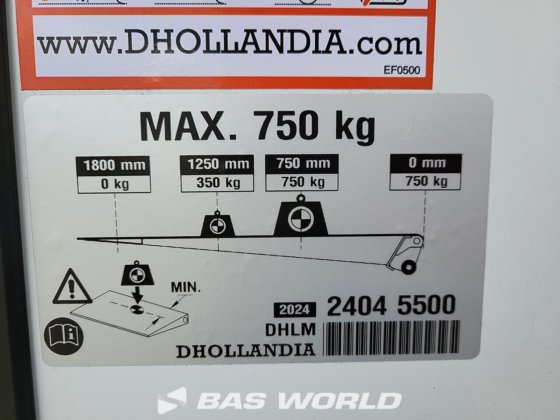 www.DHOLLANDIA.com
EF0500
MAX. 750 kg
1800 mm 1250 mm 750 mm 0 mm
0 kg 350 kg 750 kg 750 kg
MIN.
2024 2404 5500
DHLM
DHOLLANDIA
BAS WORLD